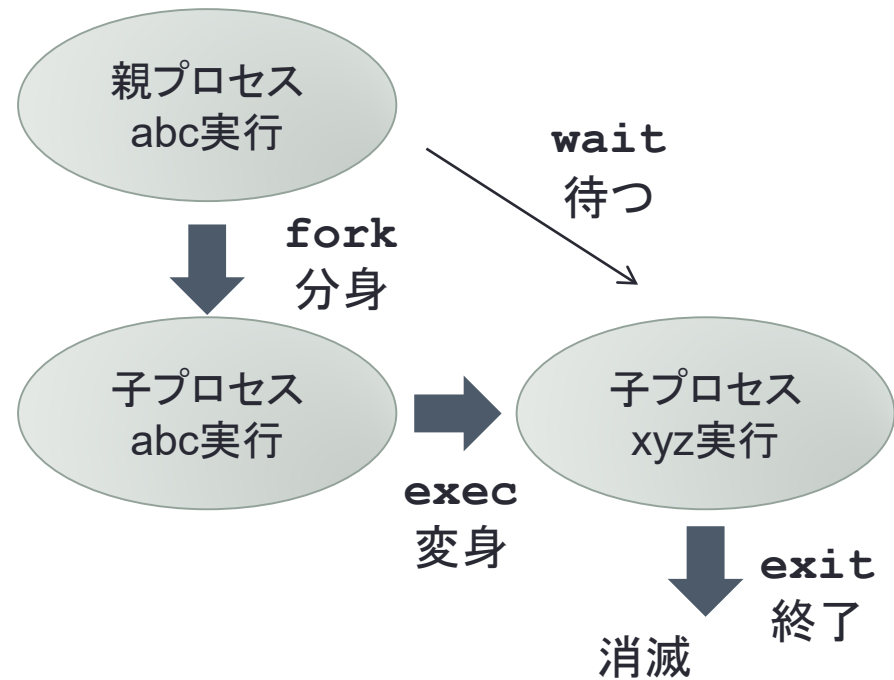 親プロセス
abc実行
wait
待つ
fork
分身
子プロセス
abc実行
exec
変身
子プロセス
xyz実行
exit
終了
消滅